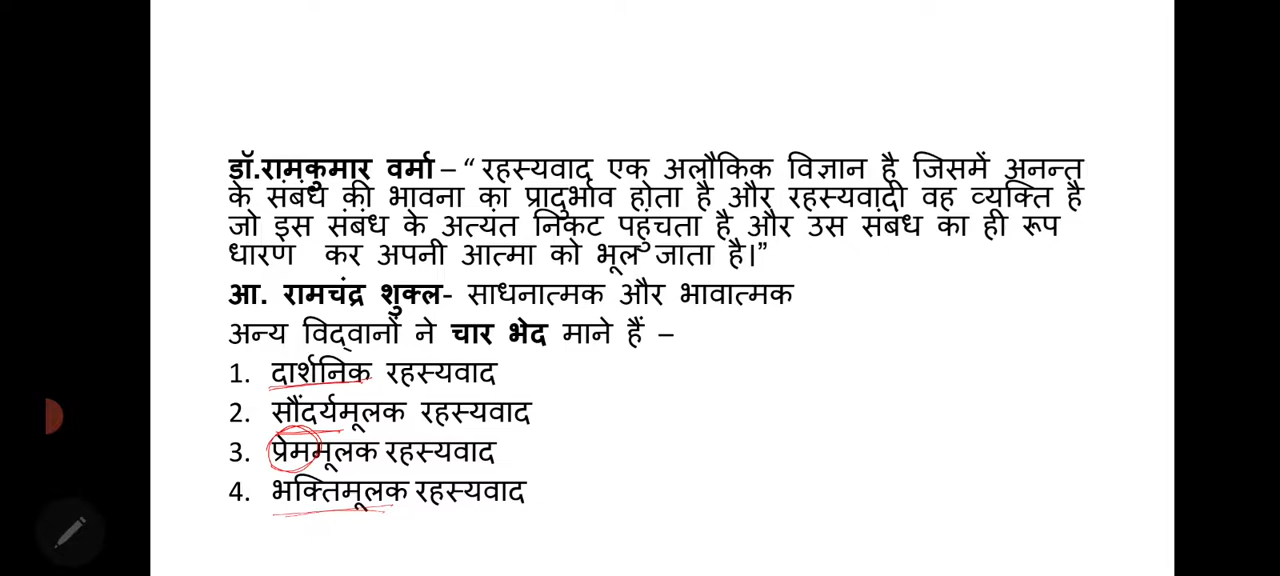 डॉ.रामकुमार वर्मा – “ रहस्यवाद एक अलौकिक विज्ञान है जिसमें अनन्त
के संबंध की भावना का प्रादुर्भाव होता है और रहस्यवादी वह व्यक्ति है
जो इस संबंध के अत्यंत निकट पहुंचता है और उस संबंध का ही रूप
धारण कर अपनी आत्मा को भूल जाता है।”
आ. रामचंद्र शुक्ल- साधनात्मक और भावात्मक
अन्य विद्वानों ने चार भेद माने हैं –
1. दार्शनिक रहस्यवाद
2. सौंदर्यमूलक रहस्यवाद
3. प्रेममूलक रहस्यवाद
4. भक्तिमूलक रहस्यवाद